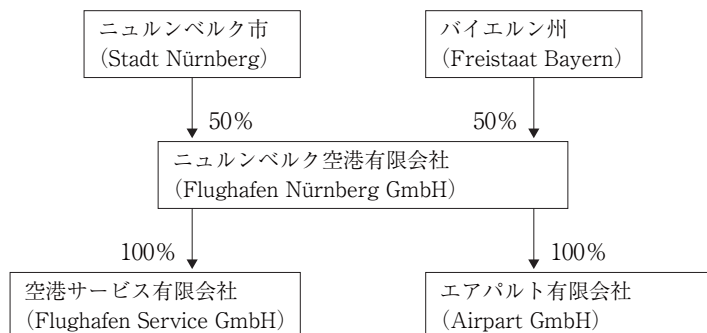 ニュルンベルク市
(Stadt Nürnberg)
バイエルン州
(Freistaat Bayern)
50%
50%
ニュルンベルク空港有限会社
(Flughafen Nürnberg GmbH)
100%
100%
空港サービス有限会社
(Flughafen Service GmbH)
エアパルト有限会社
(Airpart GmbH)